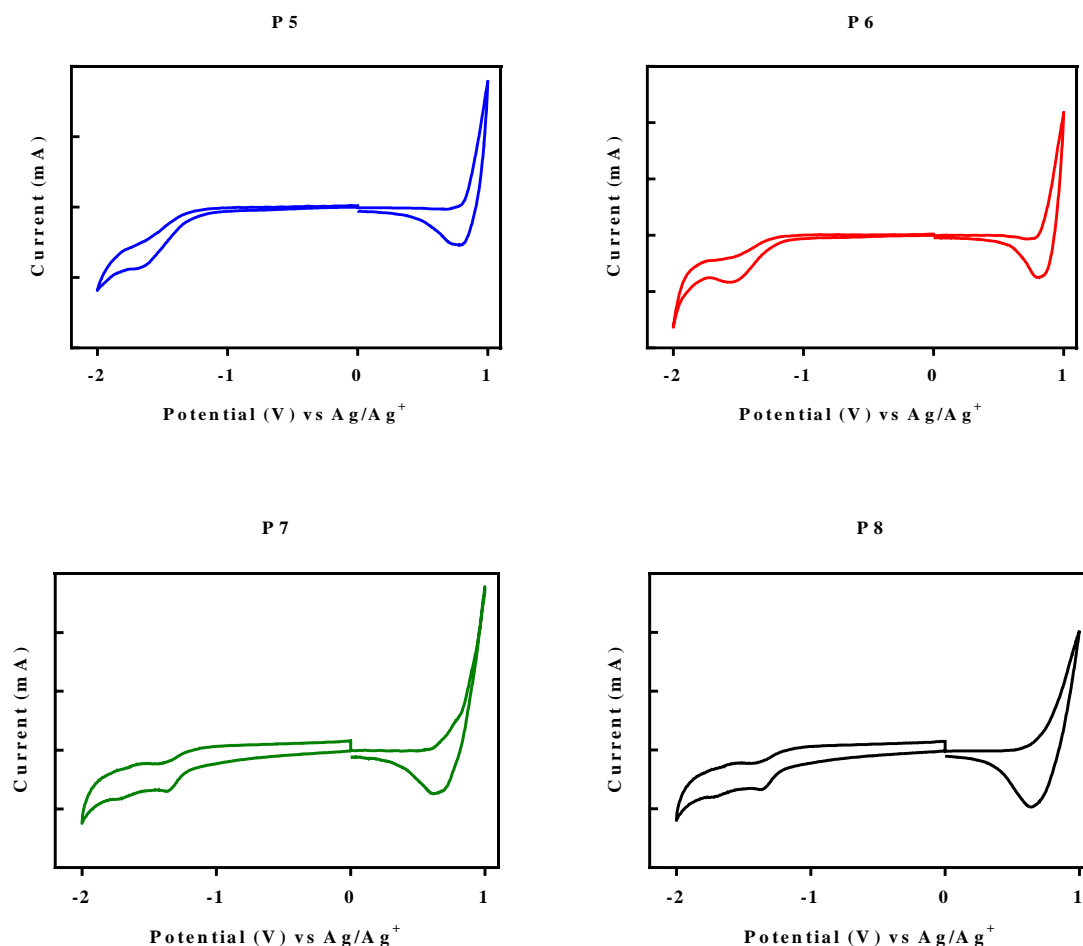 P 5
Current (mA)
-2 -1 0 1
Potential (V) vs Ag/Ag⁺
P 6
Current (mA)
-2 -1 0 1
Potential (V) vs Ag/Ag⁺
P 7
Current (mA)
-2 -1 0 1
Potential (V) vs Ag/Ag⁺
P 8
Current (mA)
-2 -1 0 1
Potential (V) vs Ag/Ag⁺